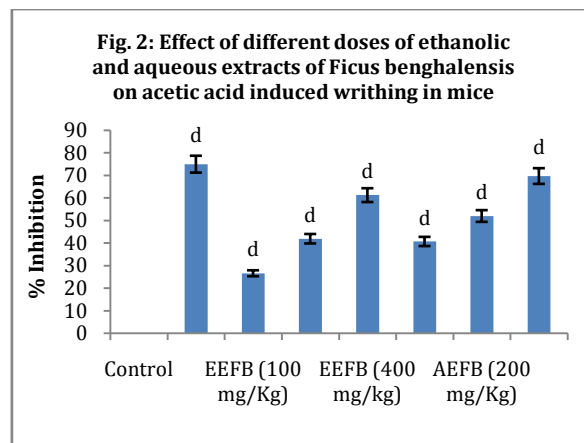 Fig. 2: Effect of different doses of ethanolic
and aqueous extracts of Ficus benghalensis
on acetic acid induced writhing in mice
% Inhibition
90
80
70
60
50
40
30
20
10
0
d
d
d
d
d
d
d
Control
EEFB (100
mg/Kg)
EEFB (400
mg/kg)
AEFB (200
mg/Kg)